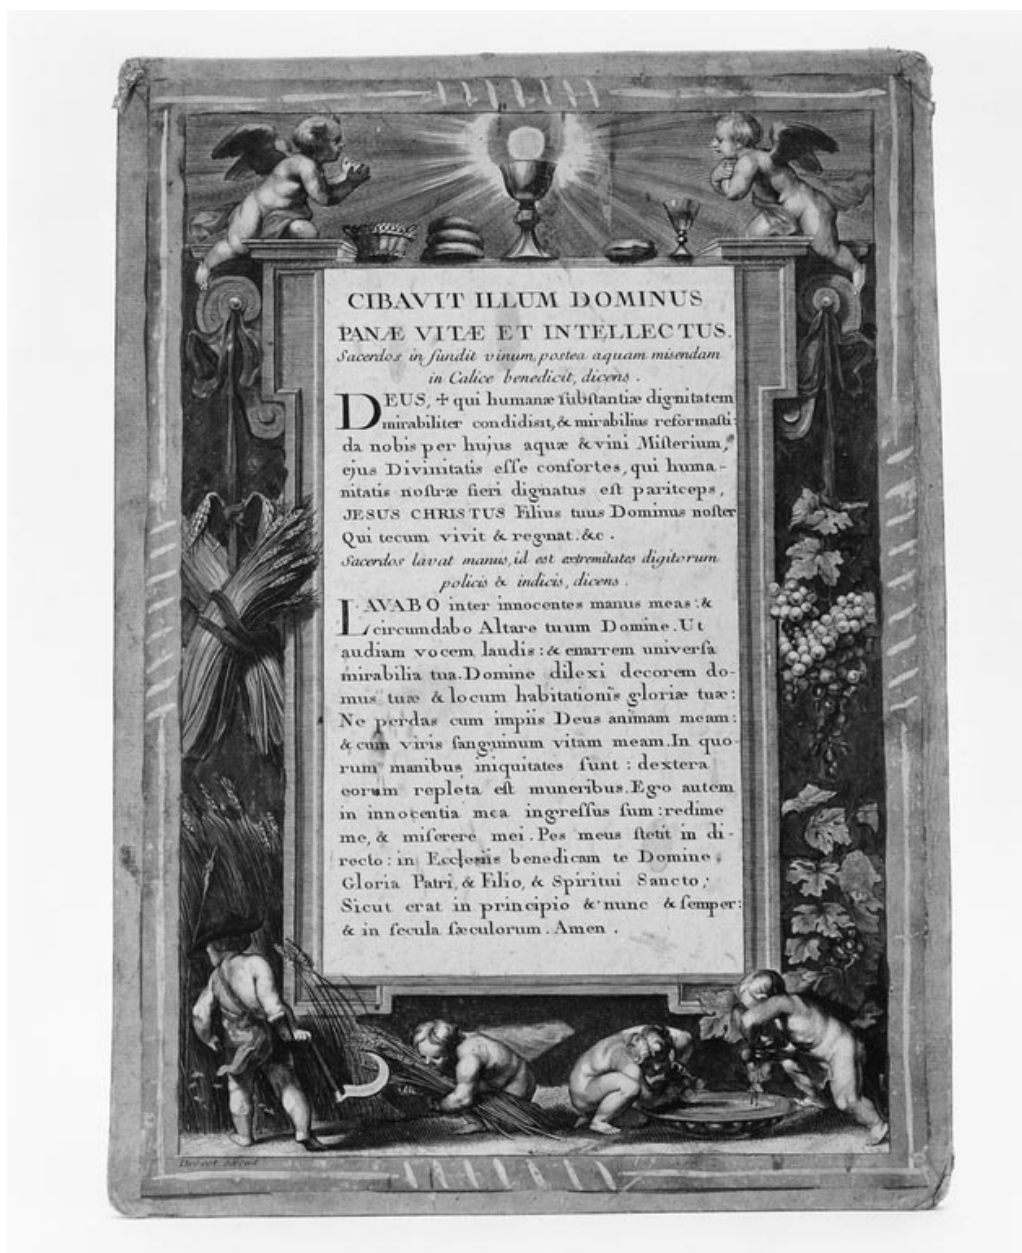 CIBAVIT ILLUM DOMINUS
PANÆ VITÆ ET INTELLECTUS.
Sacerdos in fundit vinum, postea aquam misendam
in Calice benedicit, dicens.
DEUS, ✠ qui humanæ ſubſtantiæ dignitatem
mirabiliter condidisti, & mirabilius reformaſti:
da nobis per hujus aquæ & vini Miſterium,
ejus Divinitatis eſſe conſortes, qui huma-
nitatis noſtræ fieri dignatus eſt paritceps,
JESUS CHRISTUS Filius tuus Dominus noſter
Qui tecum vivit & regnat. &c.
Sacerdos lavat manus, id est extremitates digitorum
policis & indicis, dicens.
LAVABO inter innocentes manus meas: &
circumdabo Altare tuum Domine. Ut
audiam vocem laudis: & enarrem univerſa
mirabilia tua. Domine dilexi decorem do-
mus tuæ & locum habitationis gloriæ tuæ:
Ne perdas cum impiis Deus animam meam:
& cum viris ſanguinum vitam meam. In quo-
rum manibus iniquitates ſunt: dextera
eorum repleta eſt muneribus. Ego autem
in innocentia mea ingreſſus ſum: redime
me, & miſerere mei. Pes meus ſtetit in di-
recto: in Eccleſiis benedicam te Domine.
Gloria Patri, & Filio, & Spiritui Sancto;
Sicut erat in principio & nunc & ſemper:
& in ſecula ſæculorum. Amen.